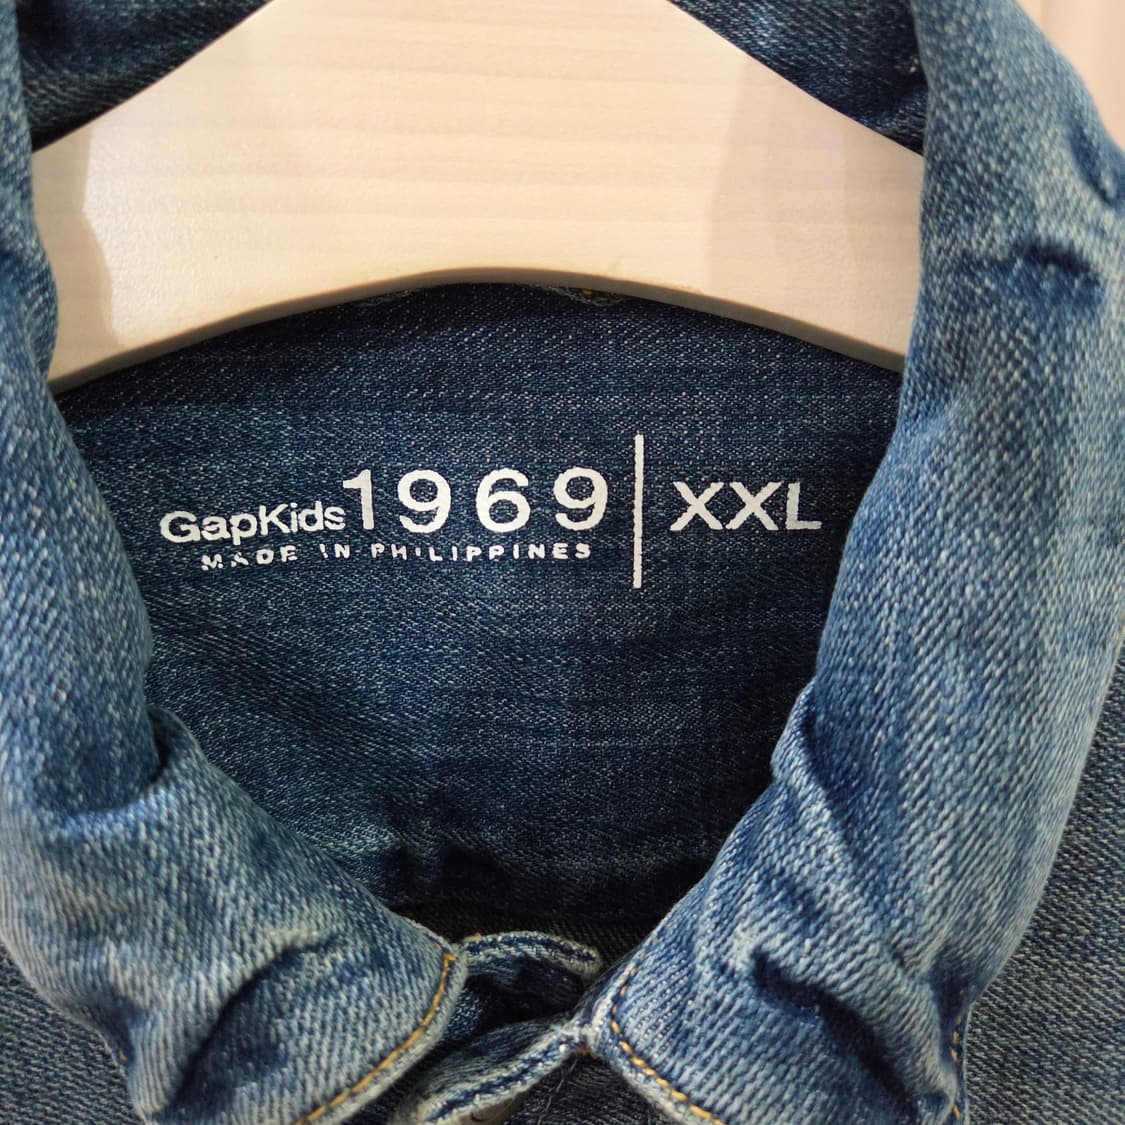 GapKids 1969 | XXL
MADE IN PHILIPPINES